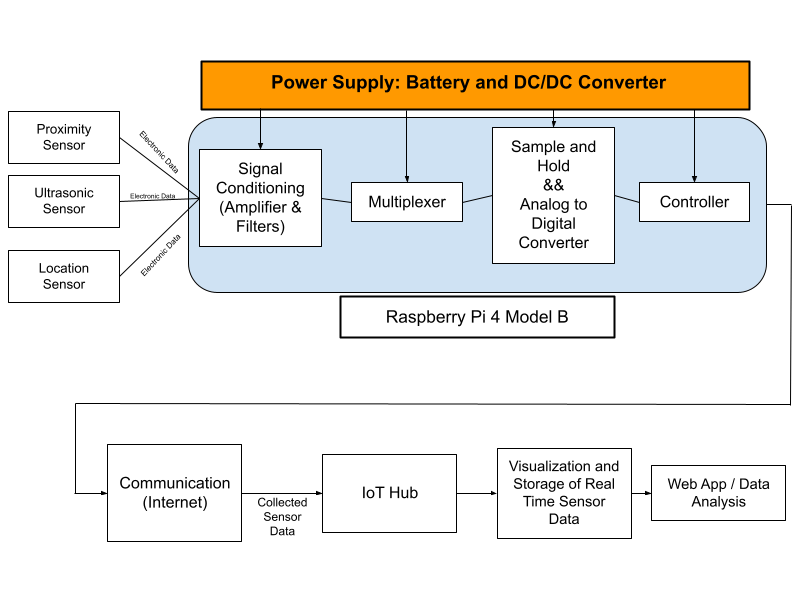 Power Supply: Battery and DC/DC Converter
Proximity
Sensor
Electronic Data
Ultrasonic
Sensor
Electronic Data
Location
Sensor
Electronic Data
Signal
Conditioning
(Amplifier &
Filters)
Multiplexer
Sample and
Hold
&&
Analog to
Digital
Converter
Controller
Raspberry Pi 4 Model B
Communication
(Internet)
Collected
Sensor
Data
IoT Hub
Visualization and
Storage of Real
Time Sensor
Data
Web App / Data
Analysis